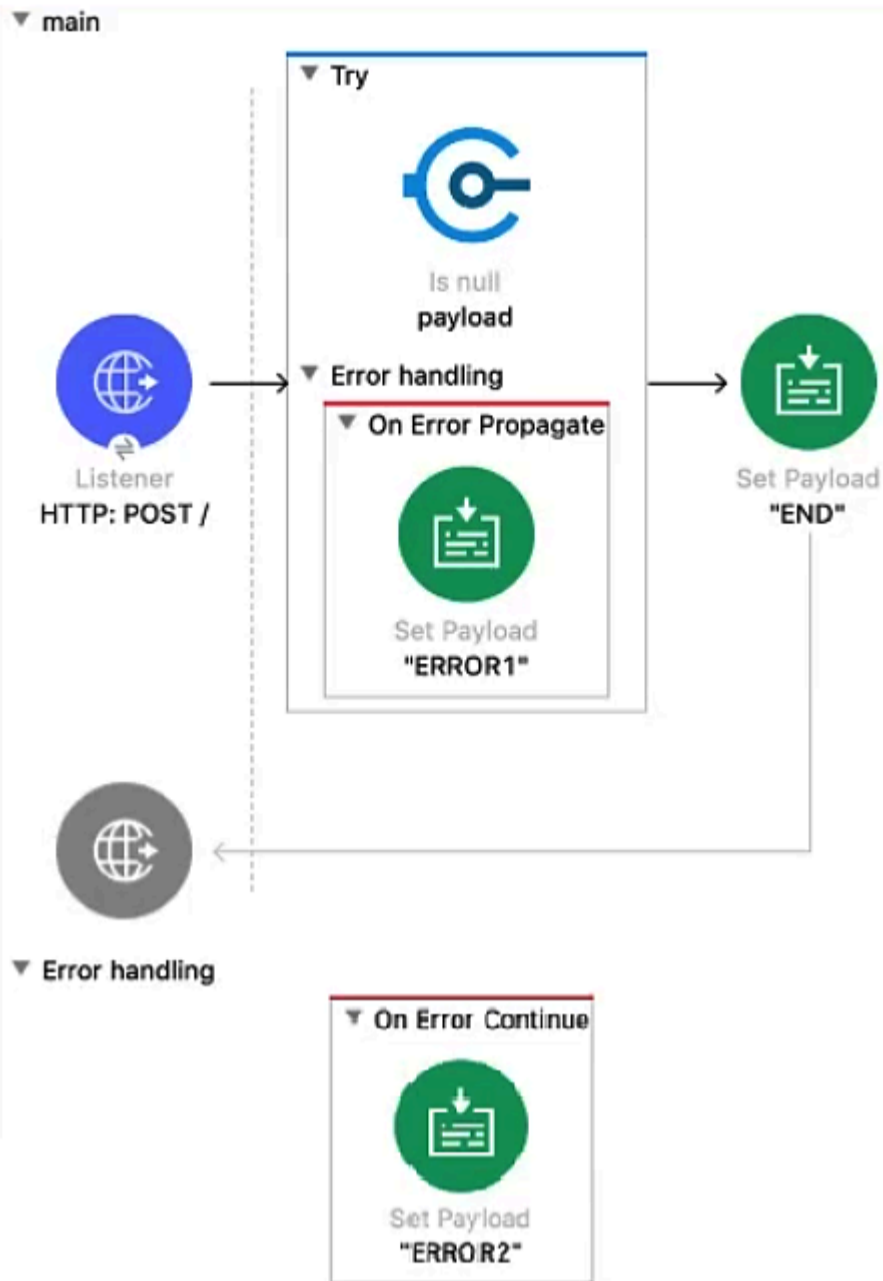 main
Try
Is null
payload
Error handling
On Error Propagate
Listener
HTTP: POST /
Set Payload
"END"
Set Payload
"ERROR1"
Error handling
On Error Continue
Set Payload
"ERROR2"